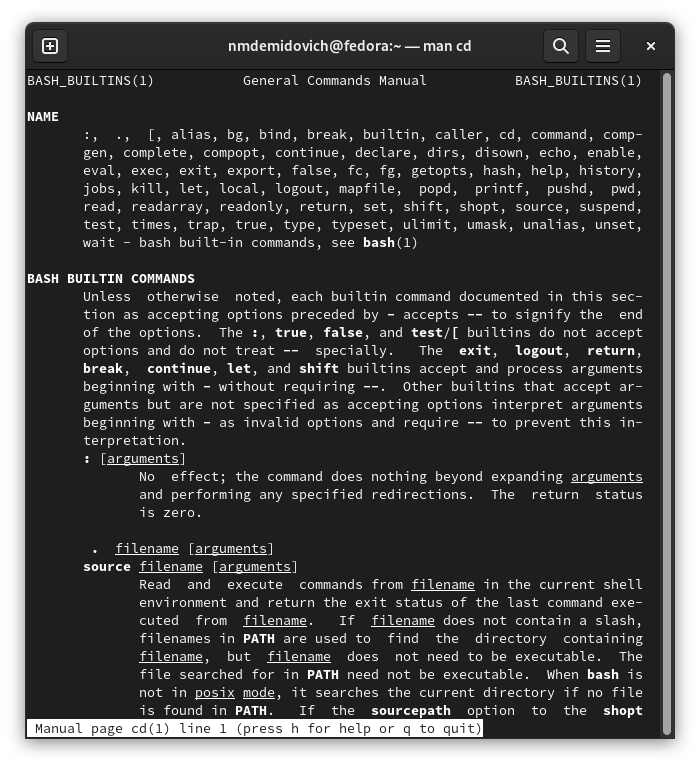 nmdemidovich@fedora:~ — man cd
BASH_BUILTINS(1) General Commands Manual BASH_BUILTINS(1)
NAME
:, ., [, alias, bg, bind, break, builtin, caller, cd, command, comp-
gen, complete, compopt, continue, declare, dirs, disown, echo, enable,
eval, exec, exit, export, false, fc, fg, getopts, hash, help, history,
jobs, kill, let, local, logout, mapfile, popd, printf, pushd, pwd,
read, readarray, readonly, return, set, shift, shopt, source, suspend,
test, times, trap, true, type, typeset, ulimit, umask, unalias, unset,
wait - bash built-in commands, see bash(1)
BASH BUILTIN COMMANDS
Unless otherwise noted, each builtin command documented in this sec-
tion as accepting options preceded by - accepts -- to signify the end
of the options. The :, true, false, and test/[ builtins do not accept
options and do not treat -- specially. The exit, logout, return,
break, continue, let, and shift builtins accept and process arguments
beginning with - without requiring --. Other builtins that accept ar-
guments but are not specified as accepting options interpret arguments
beginning with - as invalid options and require -- to prevent this in-
terpretation.
: [arguments]
No effect; the command does nothing beyond expanding arguments
and performing any specified redirections. The return status
is zero.
. filename [arguments]
source filename [arguments]
Read and execute commands from filename in the current shell
environment and return the exit status of the last command exe-
cuted from filename. If filename does not contain a slash,
filenames in PATH are used to find the directory containing
filename, but filename does not need to be executable. The
file searched for in PATH need not be executable. When bash is
not in posix mode, it searches the current directory if no file
is found in PATH. If the sourcepath option to the shopt
Manual page cd(1) line 1 (press h for help or q to quit)